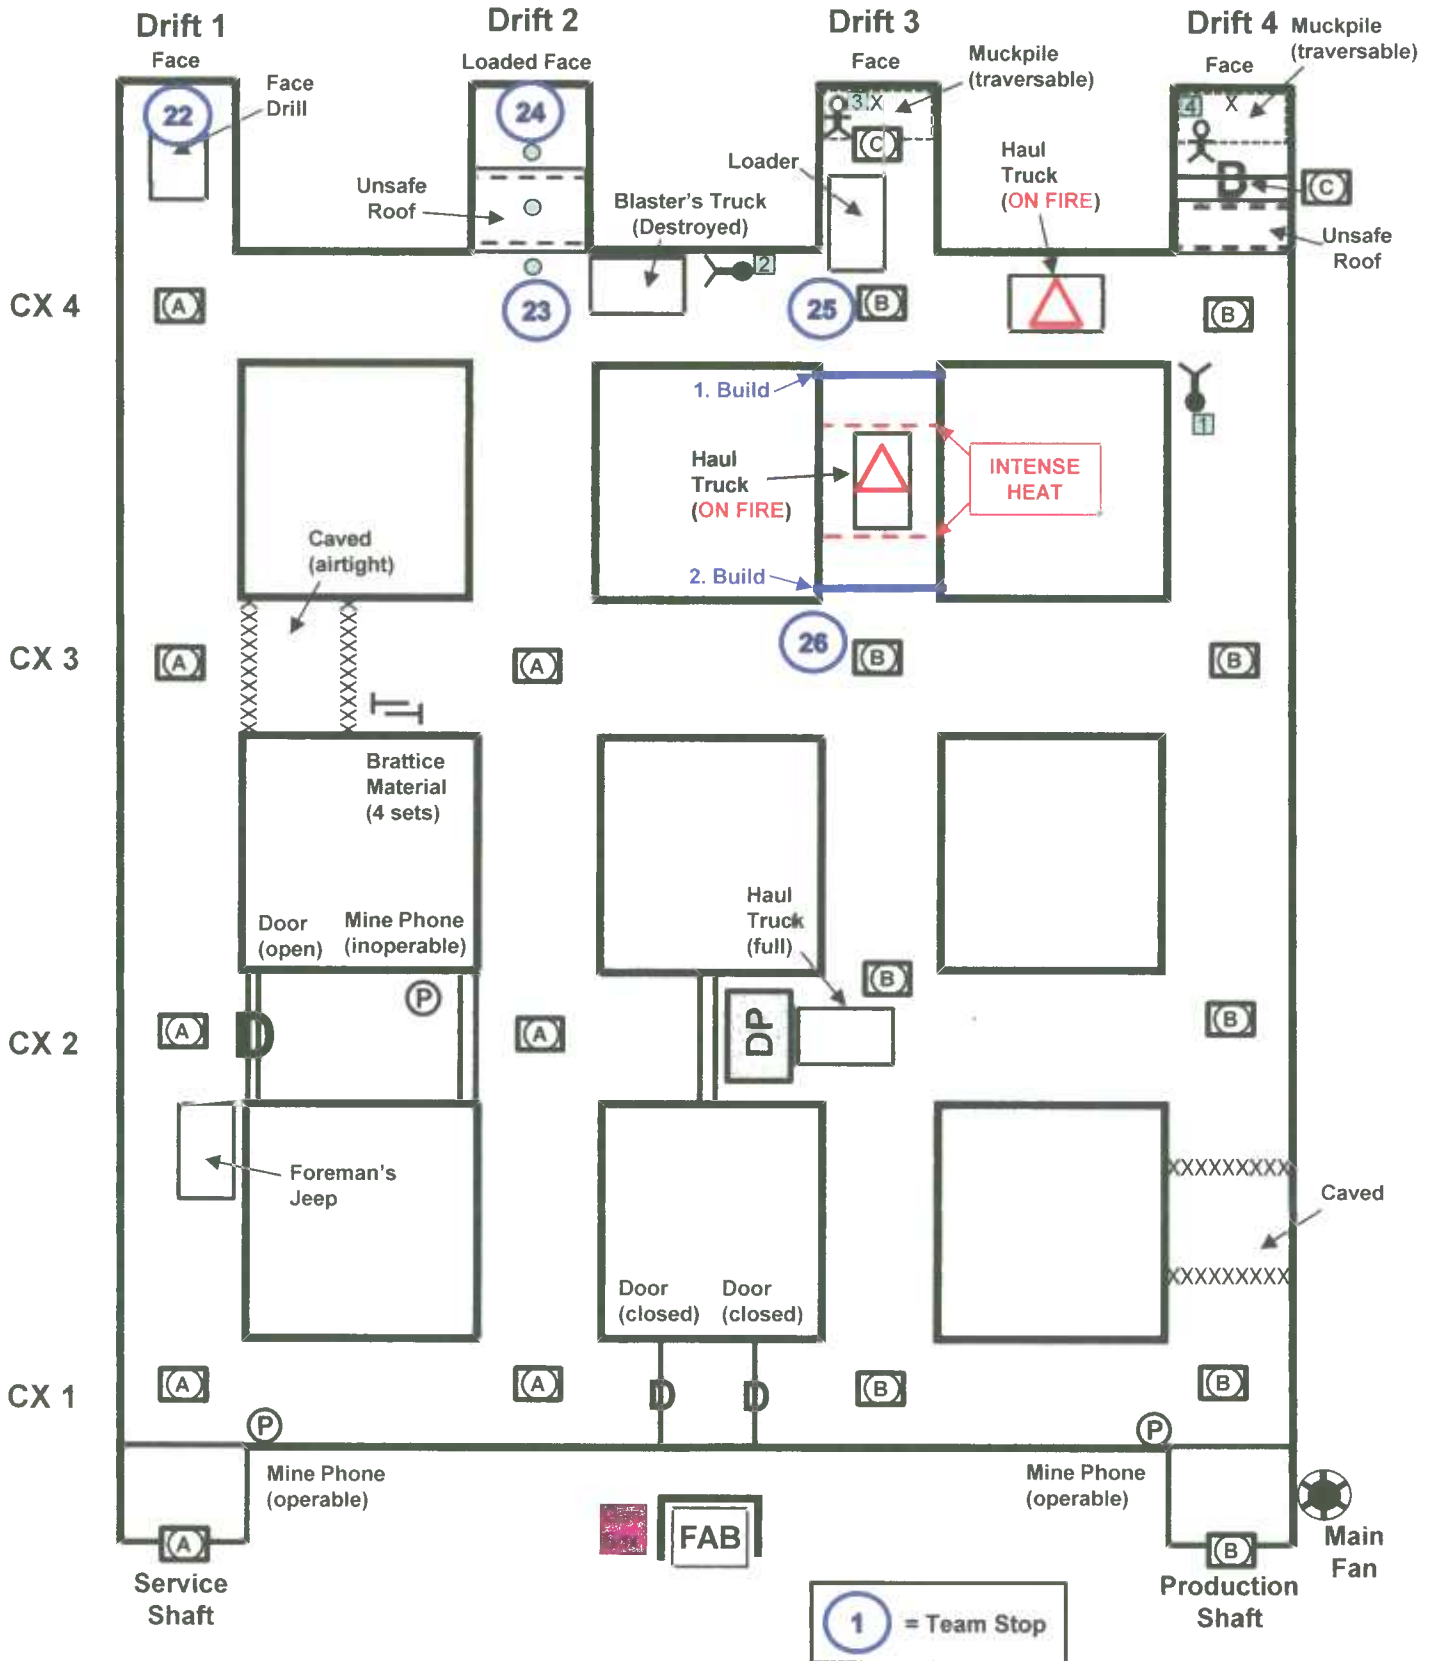 Drift 1
Drift 2
Drift 3
Drift 4
Face
Loaded Face
Face
Face
Muckpile
(traversable)
Muckpile
(traversable)
Face
Drill
22
24
3
X
C
4
X
D
C
Loader
Haul
Truck
(ON FIRE)
Unsafe
Roof
Blaster's Truck
(Destroyed)
2
Unsafe
Roof
CX 4
A
23
25
B
B
1. Build
1
Haul
Truck
(ON FIRE)
INTENSE
HEAT
Caved
(airtight)
2. Build
CX 3
A
A
26
B
B
XXXXXXXXXX
XXXXXXXXXX
Brattice
Material
(4 sets)
Door
(open)
Mine Phone
(inoperable)
Haul
Truck
(full)
P
B
CX 2
A
D
A
DP
B
Foreman's
Jeep
XXXXXXXXX
Caved
XXXXXXXXX
Door
(closed)
Door
(closed)
CX 1
A
A
D
D
B
B
P
P
Mine Phone
(operable)
Mine Phone
(operable)
A
FAB
B
Service
Shaft
Main
Fan
Production
Shaft
1
= Team Stop